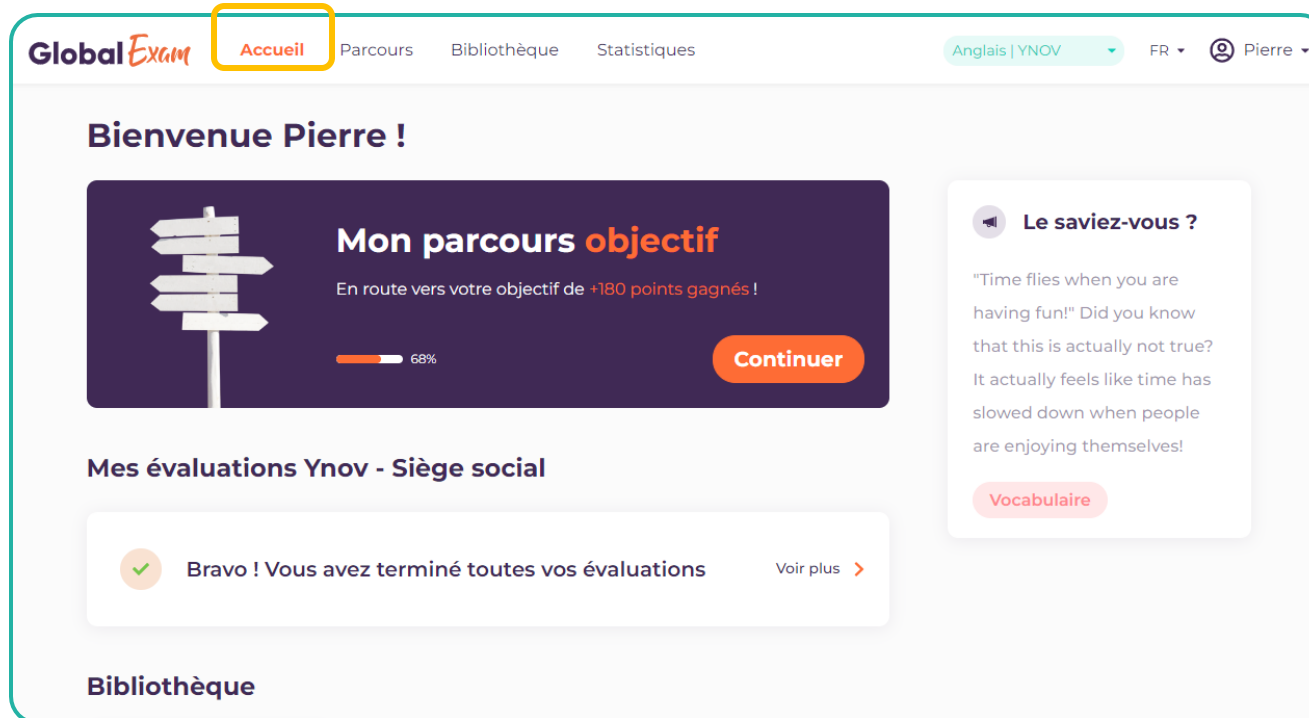 Global Exam
Accueil
Parcours
Bibliothèque
Statistiques
Anglais | YNOV
FR
Pierre
Bienvenue Pierre !
Mon parcours objectif
En route vers votre objectif de +180 points gagnés !
68%
Continuer
Le saviez-vous ?
"Time flies when you are
having fun!" Did you know
that this is actually not true?
It actually feels like time has
slowed down when people
are enjoying themselves!
Vocabulaire
Mes évaluations Ynov - Siège social
Bravo ! Vous avez terminé toutes vos évaluations
Voir plus
Bibliothèque